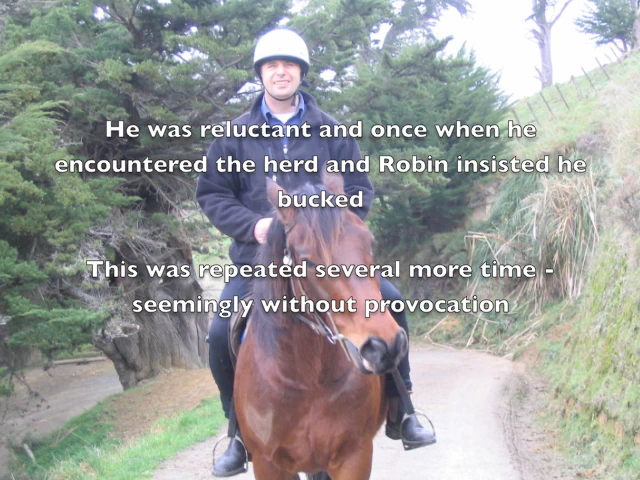 He was reluctant and once when he
encountered the herd and Robin insisted he
bucked
This was repeated several more time -
seemingly without provocation